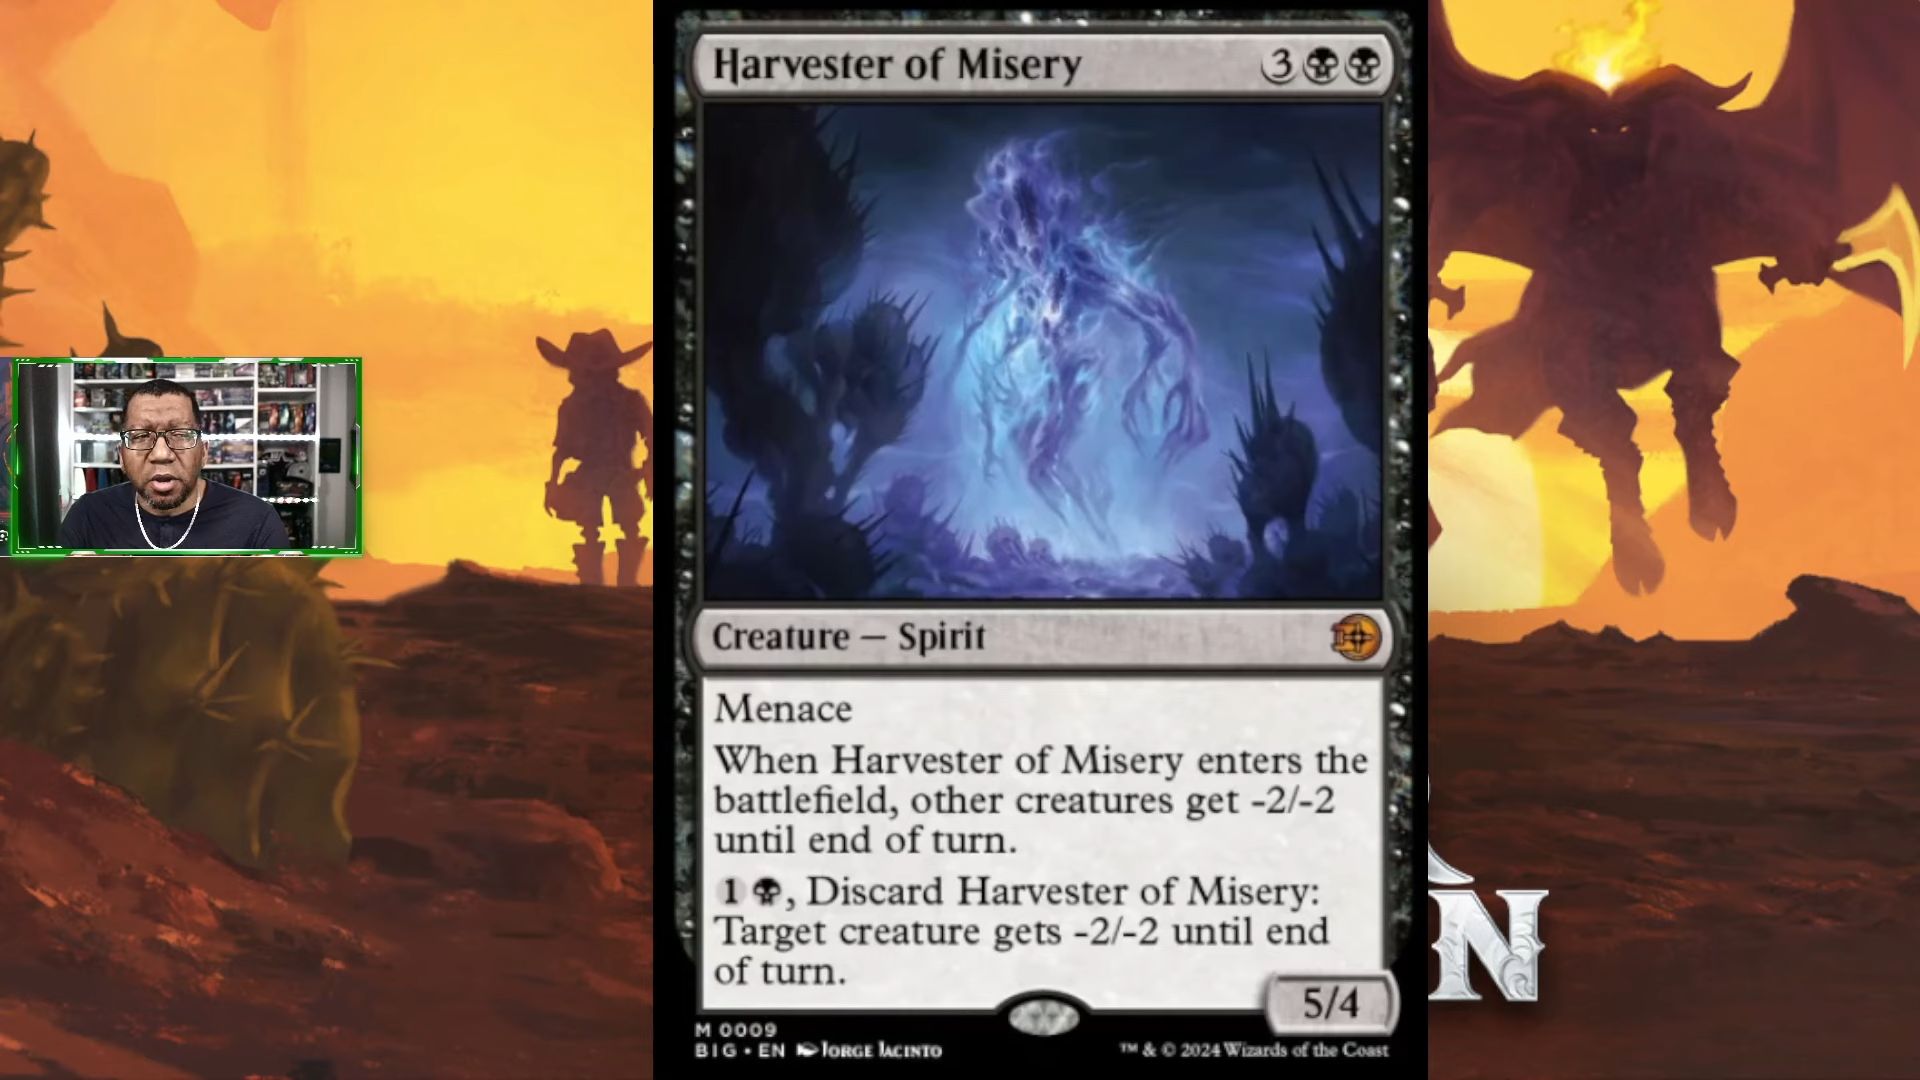 Harvester of Misery
3
Creature — Spirit
Menace
When Harvester of Misery enters the
battlefield, other creatures get -2/-2
until end of turn.
1, Discard Harvester of Misery:
Target creature gets -2/-2 until end
of turn.
5/4
M 0009
BIG • EN Jorge Jacinto
™ & © 2024 Wizards of the Coast
N